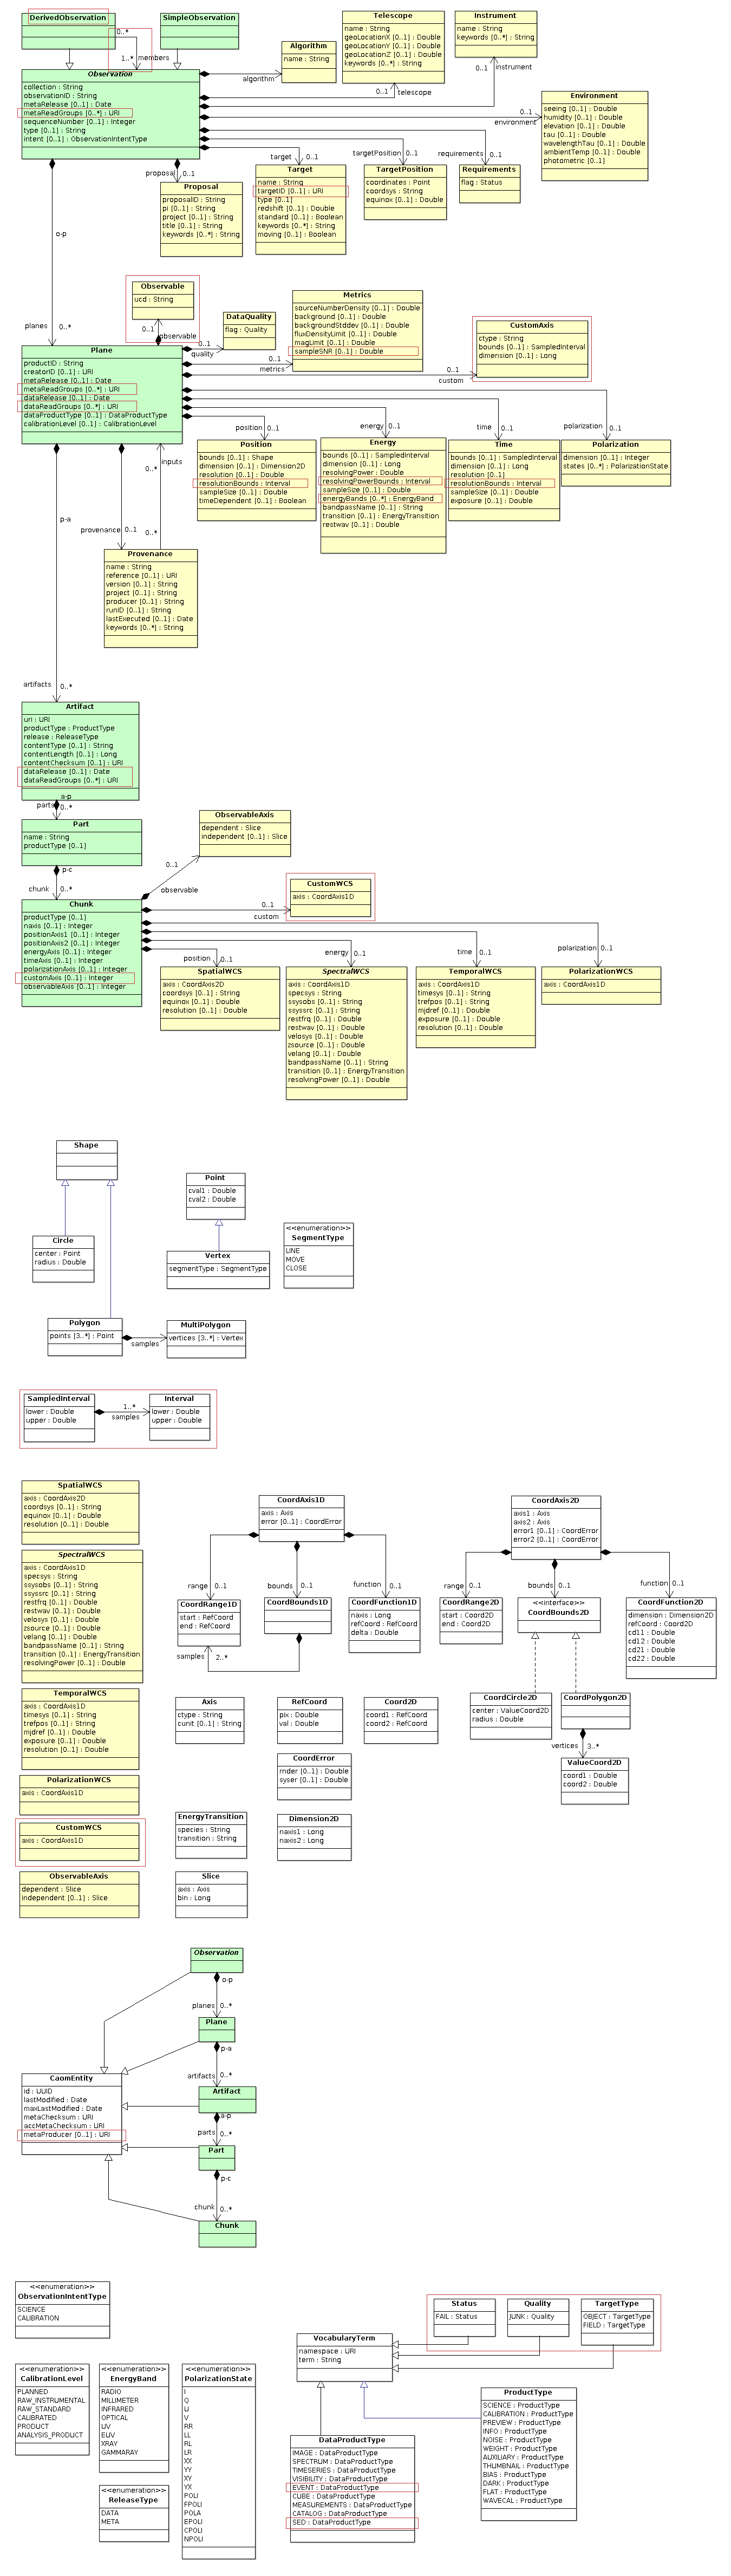 DerivedObservation
SimpleObservation
0..*
1..*
members
Observation
collection : String
observationID : String
metaRelease [0..1] : Date
metaReadGroups [0..*] : URI
sequenceNumber [0..1] : Integer
type [0..1] : String
intent [0..1] : ObservationIntentType
Algorithm
name : String
algorithm
Telescope
name : String
geoLocationX [0..1] : Double
geoLocationY [0..1] : Double
geoLocationZ [0..1] : Double
keywords [0..*] : String
0..1
telescope
Instrument
name : String
keywords [0..*] : String
0..1
instrument
Environment
seeing [0..1] : Double
humidity [0..1] : Double
elevation [0..1] : Double
tau [0..1] : Double
wavelengthTau [0..1] : Double
ambientTemp [0..1] : Double
photometric [0..1]
0..1
environment
proposal
0..1
Proposal
proposalID : String
pi [0..1] : String
project [0..1] : String
title [0..1] : String
keywords [0..*] : String
target
0..1
Target
name : String
targetID [0..1] : URI
type [0..1]
redshift [0..1] : Double
standard [0..1] : Boolean
keywords [0..*] : String
moving [0..1] : Boolean
targetPosition
0..1
TargetPosition
coordinates : Point
coordsys : String
equinox [0..1] : Double
requirements
0..1
Requirements
flag : Status
o-p
planes
0..*
Observable
ucd : String
0..1
observable
DataQuality
flag : Quality
0..1
quality
Metrics
sourceNumberDensity [0..1] : Double
background [0..1] : Double
backgroundStddev [0..1] : Double
fluxDensityLimit [0..1] : Double
magLimit [0..1] : Double
sampleSNR [0..1] : Double
0..1
metrics
CustomAxis
ctype : String
bounds [0..1] : SampledInterval
dimension [0..1] : Long
0..1
custom
Plane
productID : String
creatorID [0..1] : URI
metaRelease [0..1] : Date
metaReadGroups [0..*] : URI
dataRelease [0..1] : Date
dataReadGroups [0..*] : URI
dataProductType [0..1] : DataProductType
calibrationLevel [0..1] : CalibrationLevel
position
0..1
Position
bounds [0..1] : Shape
dimension [0..1] : Dimension2D
resolution [0..1] : Double
resolutionBounds : Interval
sampleSize [0..1] : Double
timeDependent [0..1] : Boolean
energy
0..1
Energy
bounds [0..1] : SampledInterval
dimension [0..1] : Long
resolvingPower : Double
resolvingPowerBounds : Interval
sampleSize [0..1] : Double
energyBands [0..*] : EnergyBand
bandpassName [0..1] : String
transition [0..1] : EnergyTransition
restwav [0..1] : Double
time
0..1
Time
bounds [0..1] : SampledInterval
dimension [0..1] : Long
resolution [0..1]
resolutionBounds : Interval
sampleSize [0..1] : Double
exposure [0..1] : Double
polarization
0..1
Polarization
dimension [0..1] : Integer
states [0..*] : PolarizationState
inputs
0..*
0..*
p-a
provenance
0..1
Provenance
name : String
reference [0..1] : URI
version [0..1] : String
project [0..1] : String
producer [0..1] : String
runID [0..1] : String
lastExecuted [0..1] : Date
keywords [0..*] : String
artifacts
0..*
Artifact
uri : URI
productType : ProductType
release : ReleaseType
contentType [0..1] : String
contentLength [0..1] : Long
contentChecksum [0..1] : URI
dataRelease [0..1] : Date
dataReadGroups [0..*] : URI
a-p
parts
0..*
Part
name : String
productType [0..1]
p-c
chunk
0..*
ObservableAxis
dependent : Slice
independent [0..1] : Slice
0..1
observable
CustomWCS
axis : CoordAxis1D
0..1
custom
Chunk
productType [0..1]
naxis [0..1] : Integer
positionAxis1 [0..1] : Integer
positionAxis2 [0..1] : Integer
energyAxis [0..1] : Integer
timeAxis [0..1] : Integer
polarizationAxis [0..1] : Integer
customAxis [0..1] : Integer
observableAxis [0..1] : Integer
position
0..1
SpatialWCS
axis : CoordAxis2D
coordsys [0..1] : String
equinox [0..1] : Double
resolution [0..1] : Double
energy
0..1
SpectralWCS
axis : CoordAxis1D
specsys : String
ssysobs [0..1] : String
ssyssrc [0..1] : String
restfrq [0..1] : Double
restwav [0..1] : Double
velosys [0..1] : Double
zsource [0..1] : Double
velang [0..1] : Double
bandpassName [0..1] : String
transition [0..1] : EnergyTransition
resolvingPower [0..1] : Double
time
0..1
TemporalWCS
axis : CoordAxis1D
timesys [0..1] : String
trefpos [0..1] : String
mjdref [0..1] : Double
exposure [0..1] : Double
resolution [0..1] : Double
polarization
0..1
PolarizationWCS
axis : CoordAxis1D
Shape
Point
cval1 : Double
cval2 : Double
Circle
center : Point
radius : Double
Vertex
segmentType : SegmentType
<<enumeration>>
SegmentType
LINE
MOVE
CLOSE
Polygon
points [3..*] : Point
samples
MultiPolygon
vertices [3..*] : Vertex
SampledInterval
lower : Double
upper : Double
1..*
samples
Interval
lower : Double
upper : Double
SpatialWCS
axis : CoordAxis2D
coordsys [0..1] : String
equinox [0..1] : Double
resolution [0..1] : Double
SpectralWCS
axis : CoordAxis1D
specsys : String
ssysobs [0..1] : String
ssyssrc [0..1] : String
restfrq [0..1] : Double
restwav [0..1] : Double
velosys [0..1] : Double
zsource [0..1] : Double
velang [0..1] : Double
bandpassName [0..1] : String
transition [0..1] : EnergyTransition
resolvingPower [0..1] : Double
TemporalWCS
axis : CoordAxis1D
timesys [0..1] : String
trefpos [0..1] : String
mjdref [0..1] : Double
exposure [0..1] : Double
resolution [0..1] : Double
PolarizationWCS
axis : CoordAxis1D
CustomWCS
axis : CoordAxis1D
ObservableAxis
dependent : Slice
independent [0..1] : Slice
CoordAxis1D
axis : Axis
error [0..1] : CoordError
range
0..1
bounds
0..1
function
0..1
CoordRange1D
start : RefCoord
end : RefCoord
CoordBounds1D
CoordFunction1D
naxis : Long
refCoord : RefCoord
delta : Double
samples
2..*
CoordAxis2D
axis1 : Axis
axis2 : Axis
error1 [0..1] : CoordError
error2 [0..1] : CoordError
range
0..1
bounds
0..1
function
0..1
CoordRange2D
start : Coord2D
end : Coord2D
<<interface>>
CoordBounds2D
CoordFunction2D
dimension : Dimension2D
refCoord : Coord2D
cd11 : Double
cd12 : Double
cd21 : Double
cd22 : Double
Axis
ctype : String
cunit [0..1] : String
RefCoord
pix : Double
val : Double
Coord2D
coord1 : RefCoord
coord2 : RefCoord
CoordCircle2D
center : ValueCoord2D
radius : Double
CoordPolygon2D
vertices
3..*
ValueCoord2D
coord1 : Double
coord2 : Double
CoordError
rnder [0..1] : Double
syser [0..1] : Double
EnergyTransition
species : String
transition : String
Dimension2D
naxis1 : Long
naxis2 : Long
Slice
axis : Axis
bin : Long
Observation
o-p
planes
0..*
Plane
p-a
artifacts
0..*
Artifact
a-p
parts
0..*
Part
p-c
chunk
0..*
Chunk
CaomEntity
id : UUID
lastModified : Date
maxLastModified : Date
metaChecksum : URI
accMetaChecksum : URI
metaProducer [0..1] : URI
<<enumeration>>
ObservationIntentType
SCIENCE
CALIBRATION
<<enumeration>>
CalibrationLevel
PLANNED
RAW_INSTRUMENTAL
RAW_STANDARD
CALIBRATED
PRODUCT
ANALYSIS_PRODUCT
<<enumeration>>
EnergyBand
RADIO
MILLIMETER
INFRARED
OPTICAL
UV
EUV
XRAY
GAMMARAY
<<enumeration>>
ReleaseType
DATA
META
<<enumeration>>
PolarizationState
I
Q
U
V
RR
LL
RL
LR
XX
YY
XY
YX
POLI
FPOLI
POLA
EPOLI
CPOLI
NPOLI
Status
FAIL : Status
Quality
JUNK : Quality
TargetType
OBJECT : TargetType
FIELD : TargetType
VocabularyTerm
namespace : URI
term : String
DataProductType
IMAGE : DataProductType
SPECTRUM : DataProductType
TIMESERIES : DataProductType
VISIBILITY : DataProductType
EVENT : DataProductType
CUBE : DataProductType
MEASUREMENTS : DataProductType
CATALOG : DataProductType
SED : DataProductType
ProductType
SCIENCE : ProductType
CALIBRATION : ProductType
PREVIEW : ProductType
INFO : ProductType
NOISE : ProductType
WEIGHT : ProductType
AUXILIARY : ProductType
THUMBNAIL : ProductType
BIAS : ProductType
DARK : ProductType
FLAT : ProductType
WAVECAL : ProductType